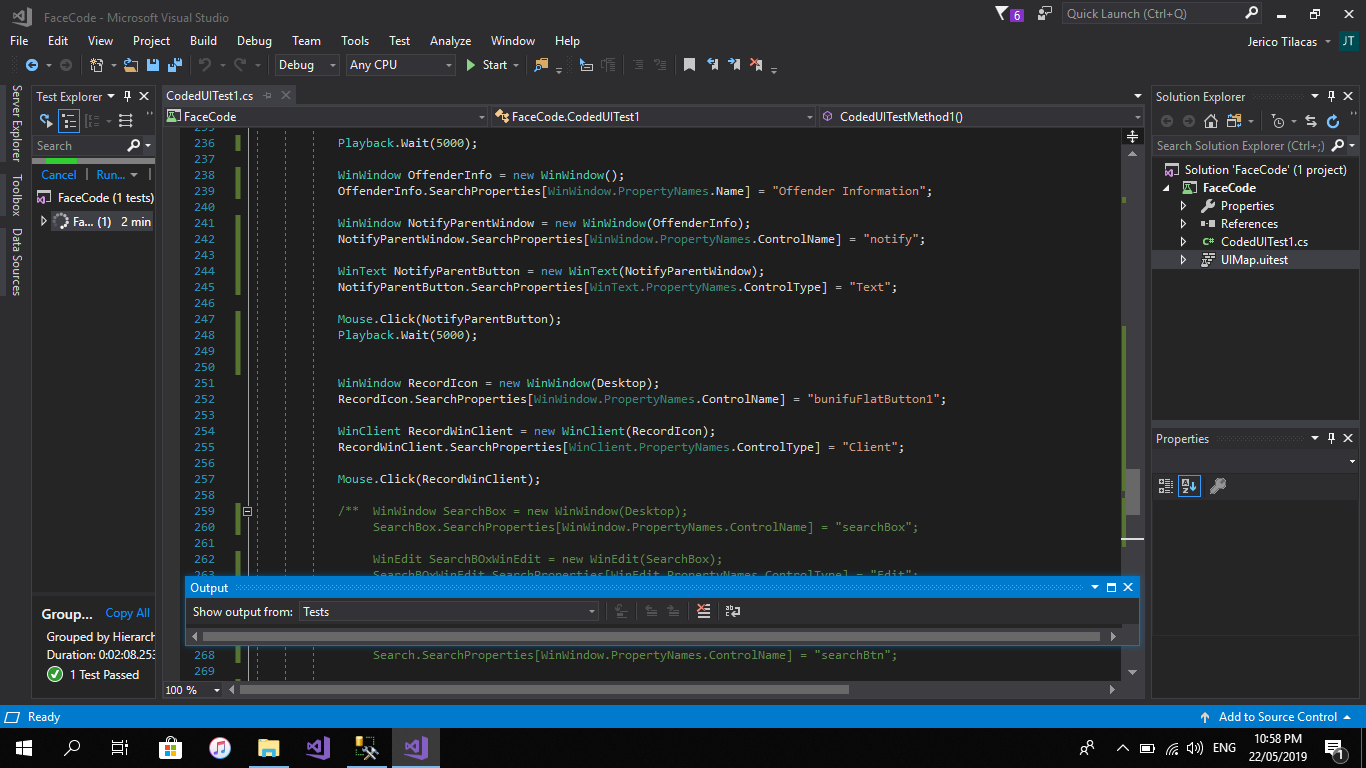 FaceCode - Microsoft Visual Studio
6
Quick Launch (Ctrl+Q)
File Edit View Project Build Debug Team Tools Test Analyze Window Help
Jerico Tilacas
JT
Debug
Any CPU
Start
Server Explorer
Toolbox
Data Sources
Test Explorer
Search
Cancel
Run...
FaceCode (1 tests)
Fa... (1) 2 min
Group... Copy All
Grouped by Hierarch
Duration: 0:02:08.253
1 Test Passed
CodedUITest1.cs
FaceCode
FaceCode.CodedUITest1
CodedUITestMethod1()
235
236 Playback.Wait(5000);
237
238 WinWindow OffenderInfo = new WinWindow();
239 OffenderInfo.SearchProperties[WinWindow.PropertyNames.Name] = "Offender Information";
240
241 WinWindow NotifyParentWindow = new WinWindow(OffenderInfo);
242 NotifyParentWindow.SearchProperties[WinWindow.PropertyNames.ControlName] = "notify";
243
244 WinText NotifyParentButton = new WinText(NotifyParentWindow);
245 NotifyParentButton.SearchProperties[WinText.PropertyNames.ControlType] = "Text";
246
247 Mouse.Click(NotifyParentButton);
248 Playback.Wait(5000);
249
250
251 WinWindow RecordIcon = new WinWindow(Desktop);
252 RecordIcon.SearchProperties[WinWindow.PropertyNames.ControlName] = "bunifuFlatButton1";
253
254 WinClient RecordWinClient = new WinClient(RecordIcon);
255 RecordWinClient.SearchProperties[WinClient.PropertyNames.ControlType] = "Client";
256
257 Mouse.Click(RecordWinClient);
258
259 /** WinWindow SearchBox = new WinWindow(Desktop);
260 SearchBox.SearchProperties[WinWindow.PropertyNames.ControlName] = "searchBox";
261
262 WinEdit SearchBOxWinEdit = new WinEdit(SearchBox);
263 SearchBOxWinEdit.SearchProperties[WinEdit.PropertyNames.ControlType] = "Edit";
Output
Show output from: Tests
268 Search.SearchProperties[WinWindow.PropertyNames.ControlName] = "searchBtn";
269
100 %
Solution Explorer
Search Solution Explorer (Ctrl+;)
Solution 'FaceCode' (1 project)
FaceCode
Properties
References
C# CodedUITest1.cs
UIMap.uitest
Properties
Ready
Add to Source Control
ENG
10:58 PM
22/05/2019
1